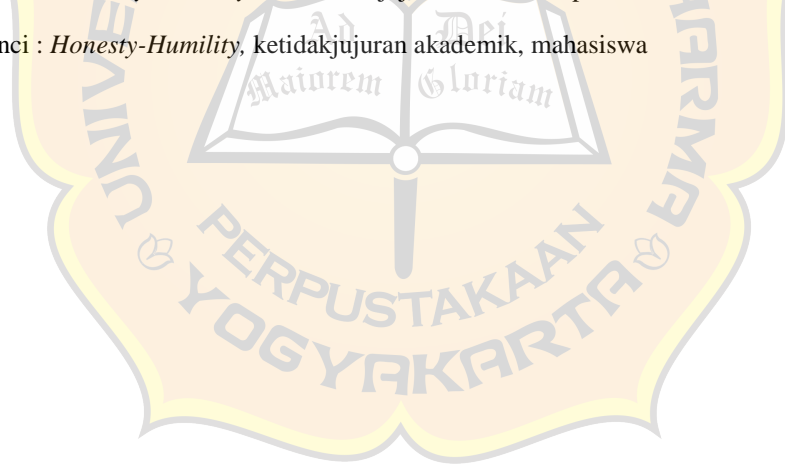 nci : Honesty-Humility, ketidakjujuran akademik, mahasiswa
Ad Dei
Maiorem Gloriam
PERPUSTAKAAN
YOGYAKARTA